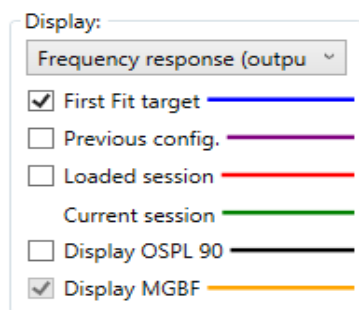 Display:
Frequency response (outpu
First Fit target
Previous config.
Loaded session
Current session
Display OSPL 90
Display MGBF